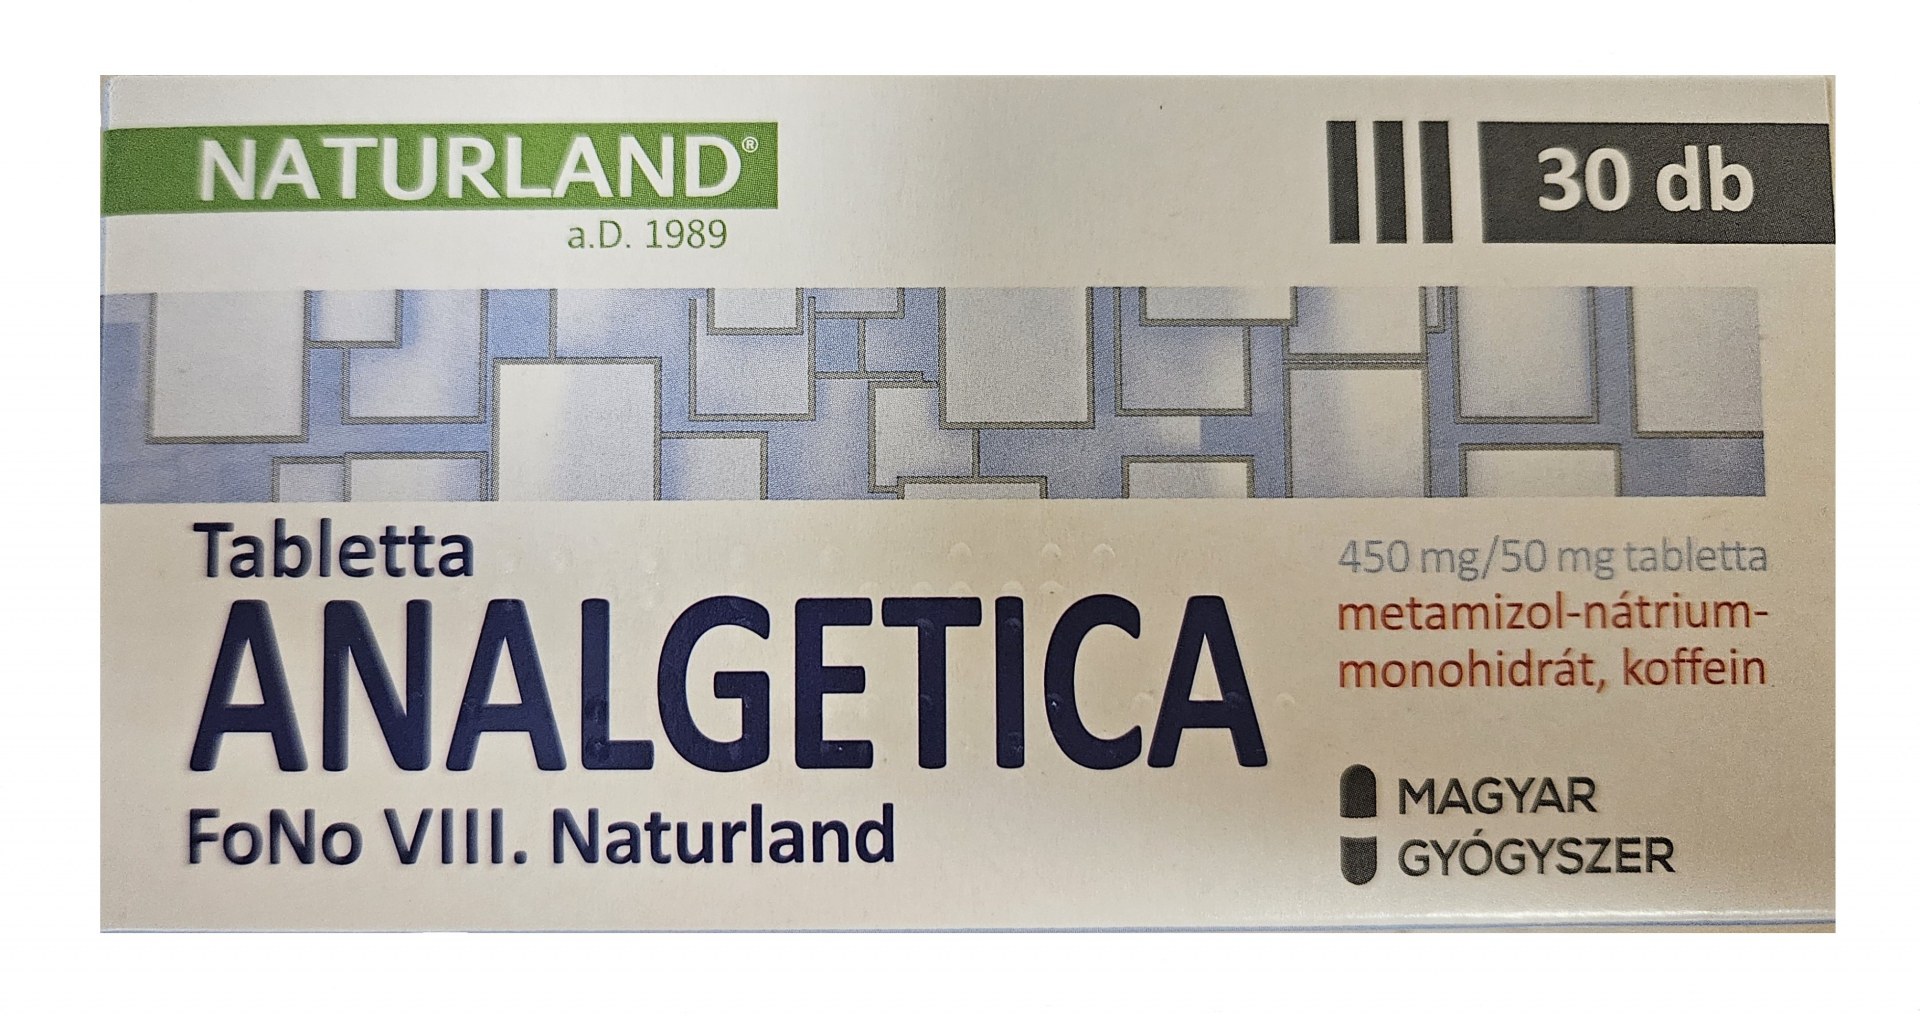 NATURLAND®
a.D. 1989
30 db
Tabletta
ANALGETICA
FoNo VIII. Naturland
450 mg/50 mg tabletta
metamizol-nátrium-
monohidrát, koffein
MAGYAR
GYÓGYSZER